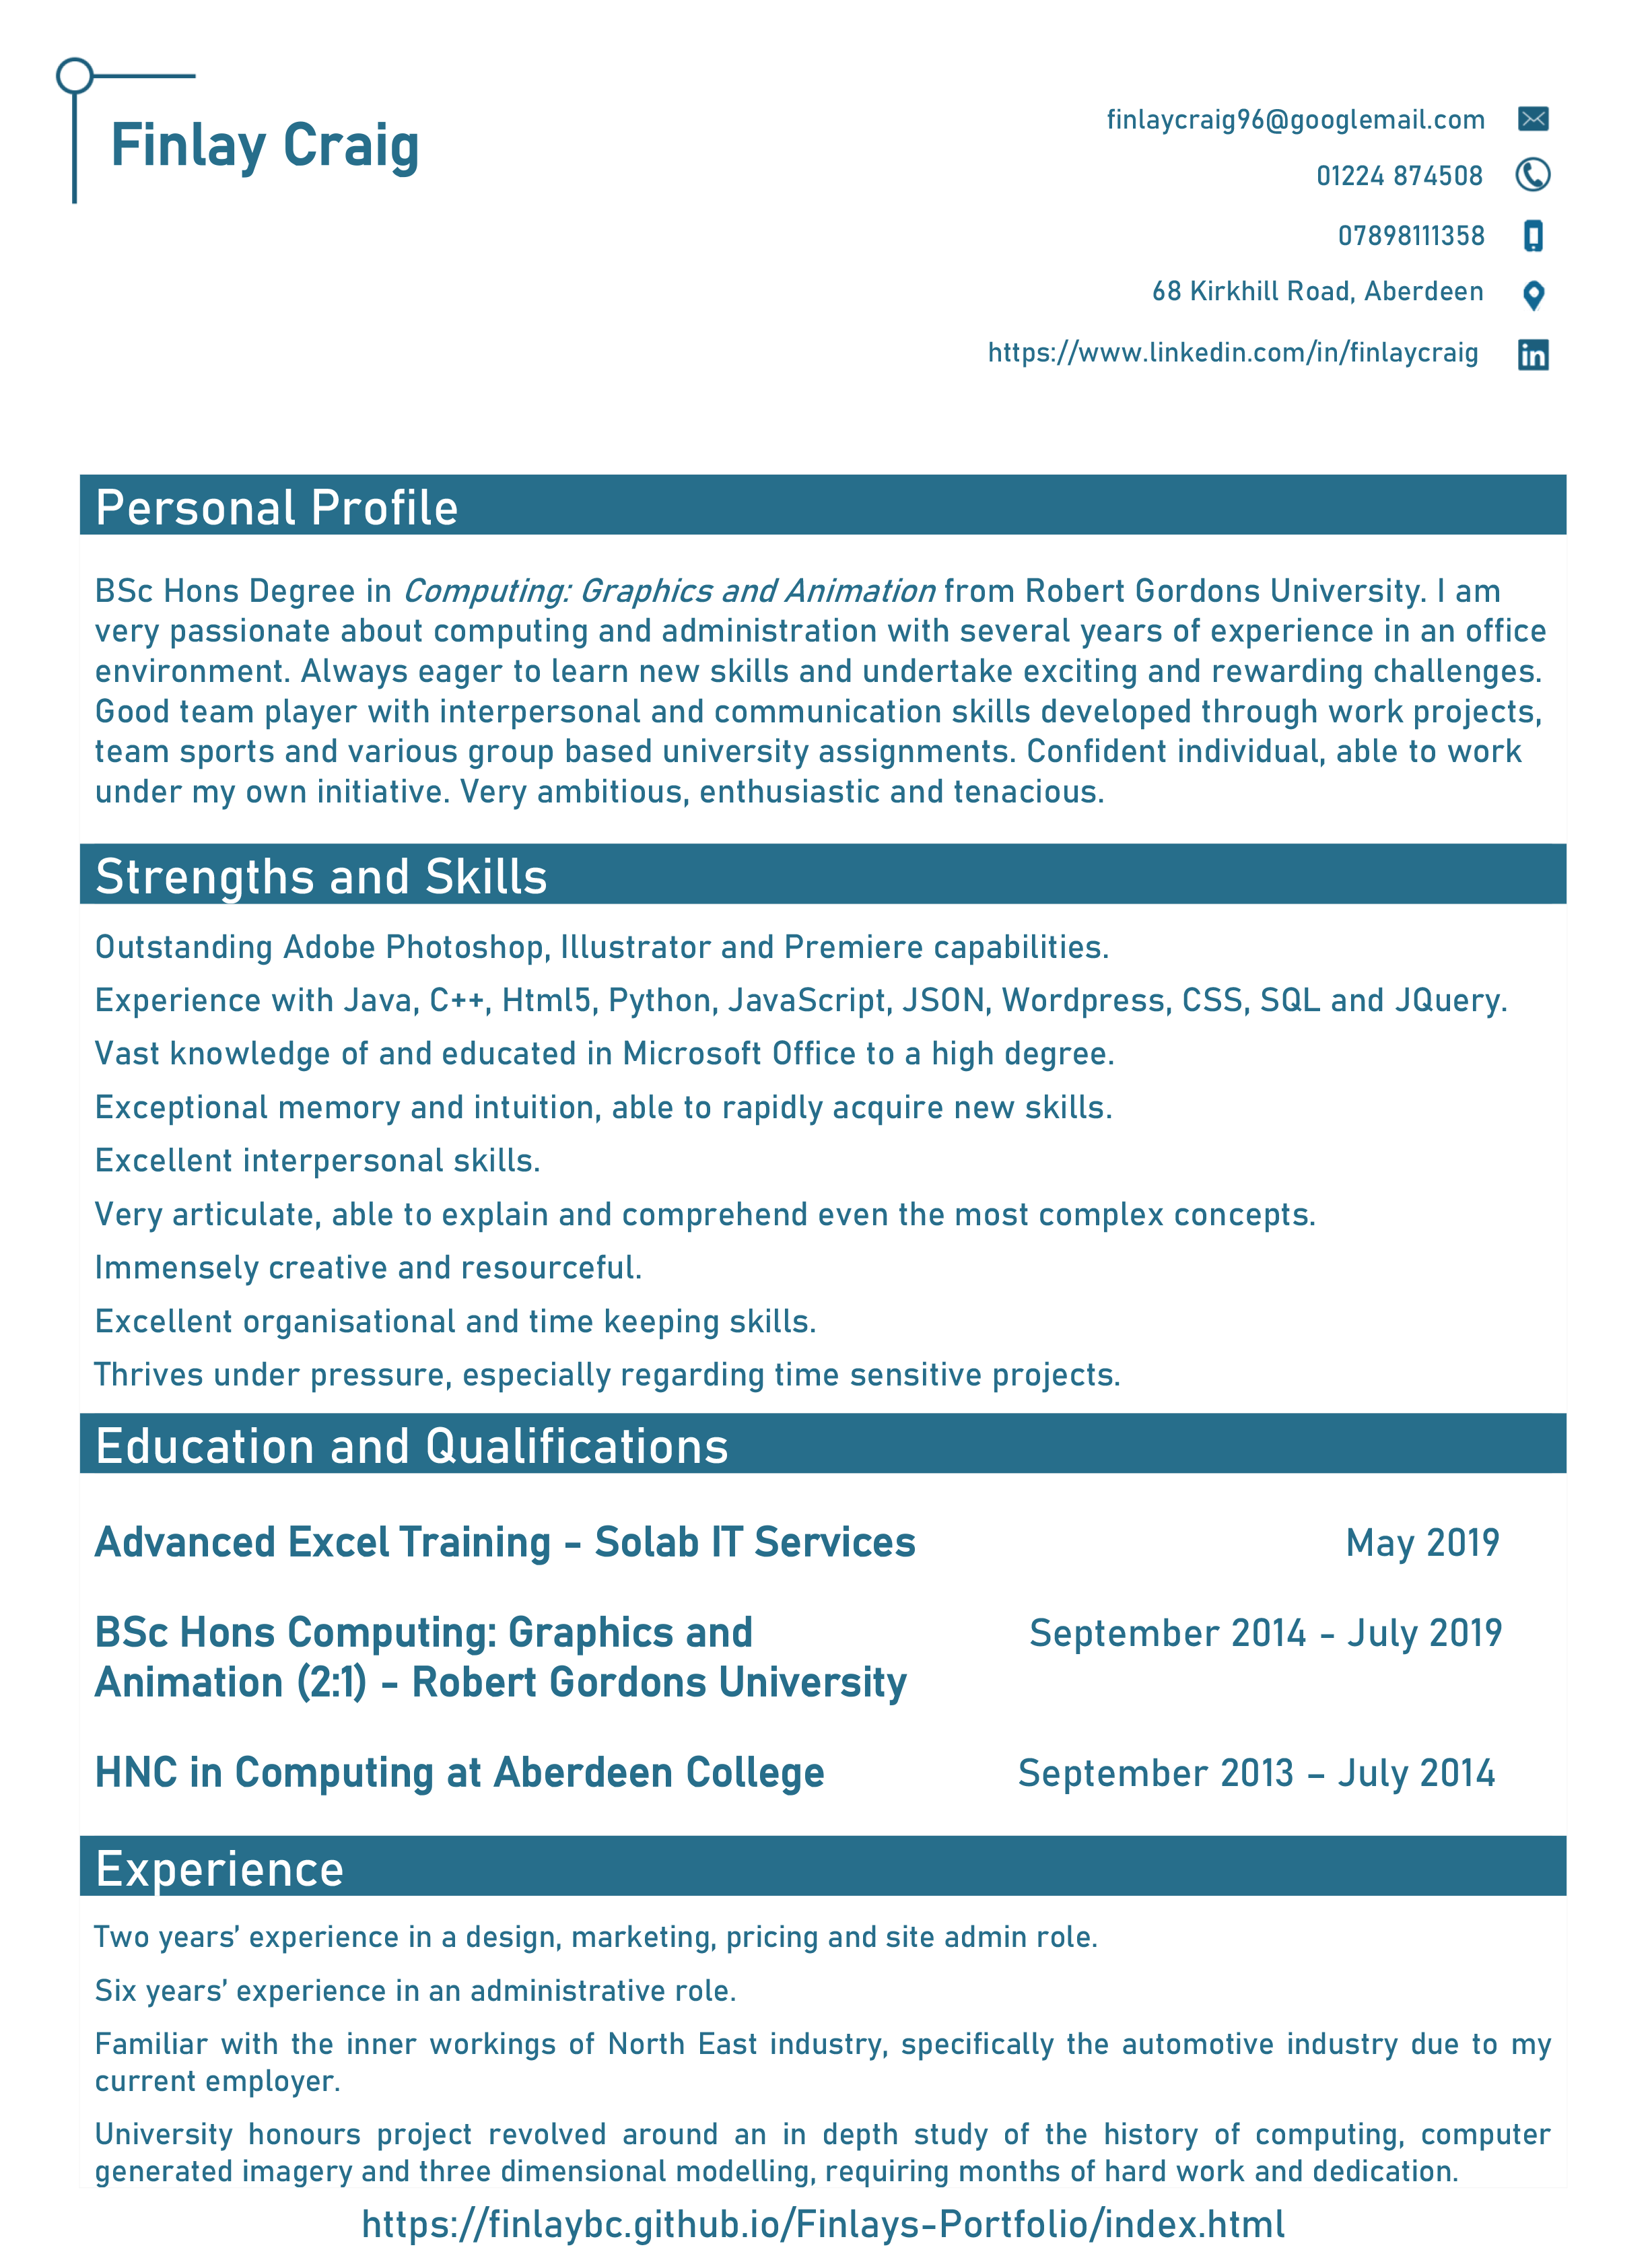 Finlay Craig
finlaycraig96@googlemail.com
01224 874508
07898111358
68 Kirkhill Road, Aberdeen
https://www.linkedin.com/in/finlaycraig
in
Personal Profile
BSc Hons Degree in Computing: Graphics and Animation from Robert Gordons University. I am
very passionate about computing and administration with several years of experience in an office
environment. Always eager to learn new skills and undertake exciting and rewarding challenges.
Good team player with interpersonal and communication skills developed through work projects,
team sports and various group based university assignments. Confident individual, able to work
under my own initiative. Very ambitious, enthusiastic and tenacious.
Strengths and Skills
Outstanding Adobe Photoshop, Illustrator and Premiere capabilities.
Experience with Java, C++, Html5, Python, JavaScript, JSON, Wordpress, CSS, SQL and JQuery.
Vast knowledge of and educated in Microsoft Office to a high degree.
Exceptional memory and intuition, able to rapidly acquire new skills.
Excellent interpersonal skills.
Very articulate, able to explain and comprehend even the most complex concepts.
Immensely creative and resourceful.
Excellent organisational and time keeping skills.
Thrives under pressure, especially regarding time sensitive projects.
Education and Qualifications
Advanced Excel Training - Solab IT Services May 2019
BSc Hons Computing: Graphics and September 2014 - July 2019
Animation (2:1) - Robert Gordons University
HNC in Computing at Aberdeen College September 2013 – July 2014
Experience
Two years’ experience in a design, marketing, pricing and site admin role.
Six years’ experience in an administrative role.
Familiar with the inner workings of North East industry, specifically the automotive industry due to my
current employer.
University honours project revolved around an in depth study of the history of computing, computer
generated imagery and three dimensional modelling, requiring months of hard work and dedication.
https://finlaybc.github.io/Finlays-Portfolio/index.html